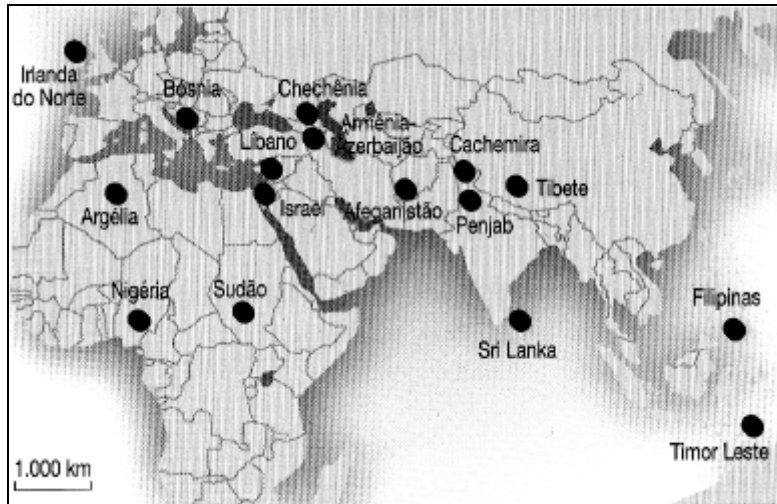 Irlanda
do Norte
Bósnia
Chechênia
Armênia-
Azerbaijão
Líbano
Cachemira
Argélia
Israel
Afeganistão
Tibete
Penjab
Nigéria
Sudão
Sri Lanka
Filipinas
Timor Leste
1.000 km